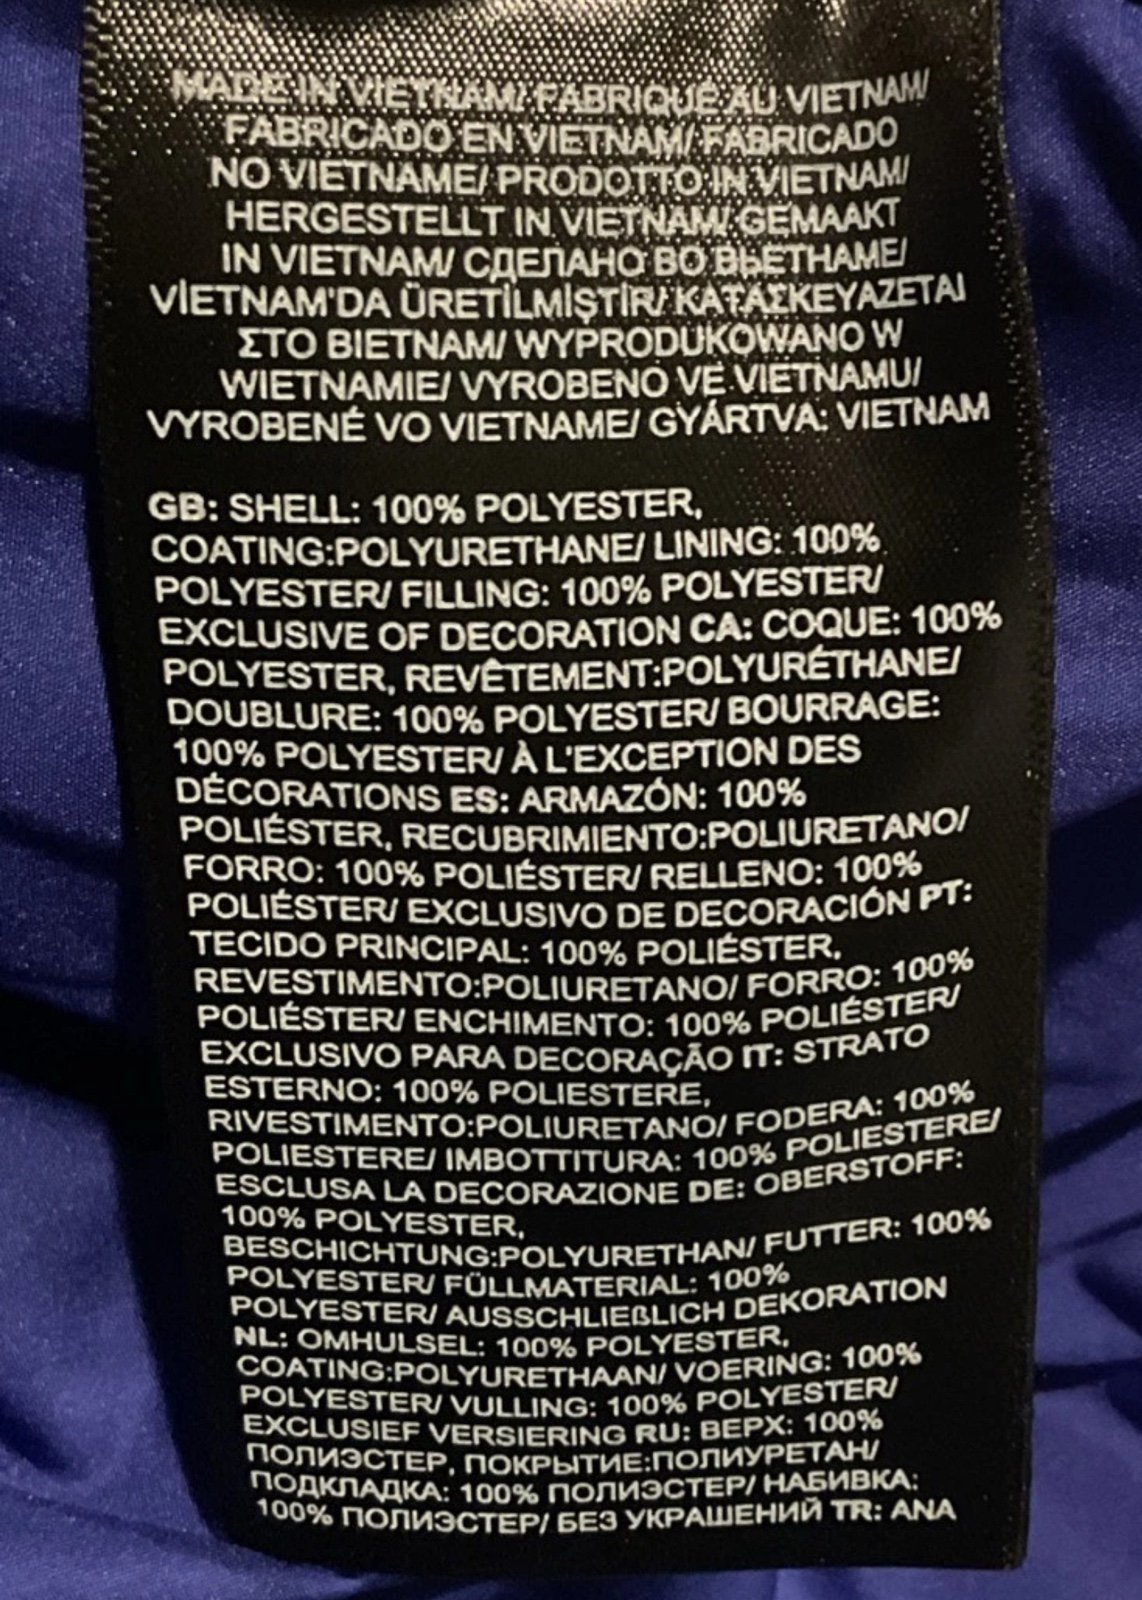 MADE IN VIETNAM/ FABRIQUÉ AU VIETNAM/
FABRICADO EN VIETNAM/ FABRICADO
NO VIETNAME/ PRODOTTO IN VIETNAM/
HERGESTELLT IN VIETNAM/ GEMAAKT
IN VIETNAM/ СДЕЛАНО ВО ВЬЕТНАМЕ/
VİETNAM'DA ÜRETİLMİŞTİR/ ΚΑΤΑΣΚΕΥΑΖΕΤΑΙ
ΣΤΟ ΒΙΕΤΝΑΜ/ WYPRODUKOWANO W
WIETNAMIE/ VYROBENO VE VIETNAMU/
VYROBENÉ VO VIETNAME/ GYÁRTVA: VIETNAM
GB: SHELL: 100% POLYESTER,
COATING:POLYURETHANE/ LINING: 100%
POLYESTER/ FILLING: 100% POLYESTER/
EXCLUSIVE OF DECORATION CA: COQUE: 100%
POLYESTER, REVÊTEMENT:POLYURÉTHANE/
DOUBLURE: 100% POLYESTER/ BOURRAGE:
100% POLYESTER/ À L'EXCEPTION DES
DÉCORATIONS ES: ARMAZÓN: 100%
POLIÉSTER, RECUBRIMIENTO:POLIURETANO/
FORRO: 100% POLIÉSTER/ RELLENO: 100%
POLIÉSTER/ EXCLUSIVO DE DECORACIÓN PT:
TECIDO PRINCIPAL: 100% POLIÉSTER,
REVESTIMENTO:POLIURETANO/ FORRO: 100%
POLIÉSTER/ ENCHIMENTO: 100% POLIÉSTER/
EXCLUSIVO PARA DECORAÇÃO IT: STRATO
ESTERNO: 100% POLIESTERE,
RIVESTIMENTO:POLIURETANO/ FODERA: 100%
POLIESTERE/ IMBOTTITURA: 100% POLIESTERE/
ESCLUSA LA DECORAZIONE DE: OBERSTOFF:
100% POLYESTER,
BESCHICHTUNG:POLYURETHAN/ FUTTER: 100%
POLYESTER/ FÜLLMATERIAL: 100%
POLYESTER/ AUSSCHLIEßLICH DEKORATION
NL: OMHULSEL: 100% POLYESTER,
COATING:POLYURETHAAN/ VOERING: 100%
POLYESTER/ VULLING: 100% POLYESTER/
EXCLUSIEF VERSIERING RU: ВЕРХ: 100%
ПОЛИЭСТЕР, ПОКРЫТИЕ:ПОЛИУРЕТАН/
ПОДКЛАДКА: 100% ПОЛИЭСТЕР/ НАБИВКА:
100% ПОЛИЭСТЕР/ БЕЗ УКРАШЕНИЙ TR: ANA